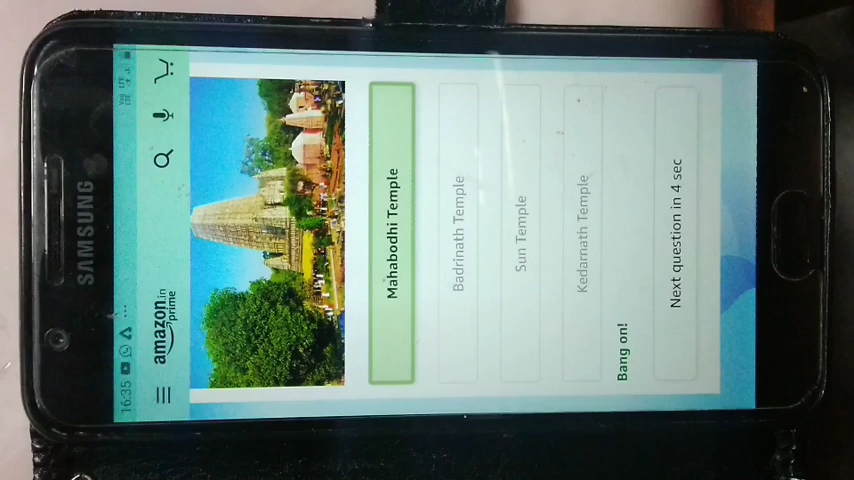 SAMSUNG
16:35
amazon.in
prime
Mahabodhi Temple
Badrinath Temple
Sun Temple
Kedarnath Temple
Bang on!
Next question in 4 sec